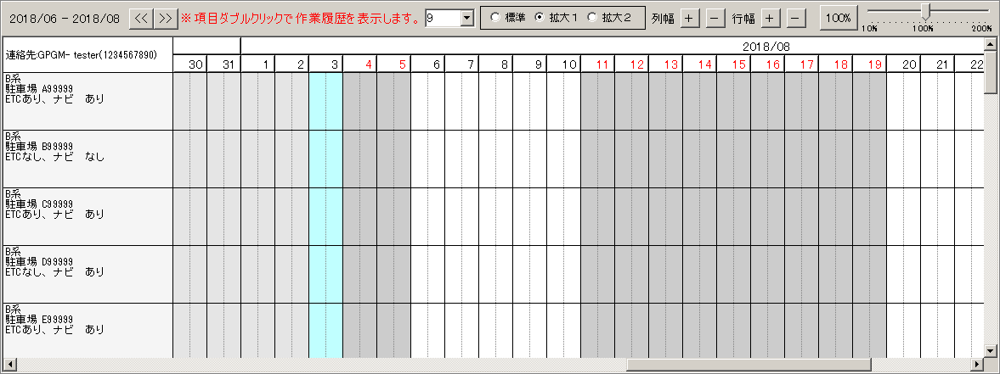 2018/06 - 2018/08 << >> ※項目ダブルクリックで作業履歴を表示します。 9 標準 拡大1 拡大2 列幅 + - 行幅 + - 100%
10% 100% 200%
2018/08
連絡先:GPGM- tester(1234567890)
30 31 1 2 3 4 5 6 7 8 9 10 11 12 13 14 15 16 17 18 19 20 21 22
B系
駐車場 A99999
ETCあり、ナビ　あり
B系
駐車場 B99999
ETCなし、ナビ　なし
B系
駐車場 C99999
ETCあり、ナビ　あり
B系
駐車場 D99999
ETCなし、ナビ　あり
B系
駐車場 E99999
ETCあり、ナビ　あり